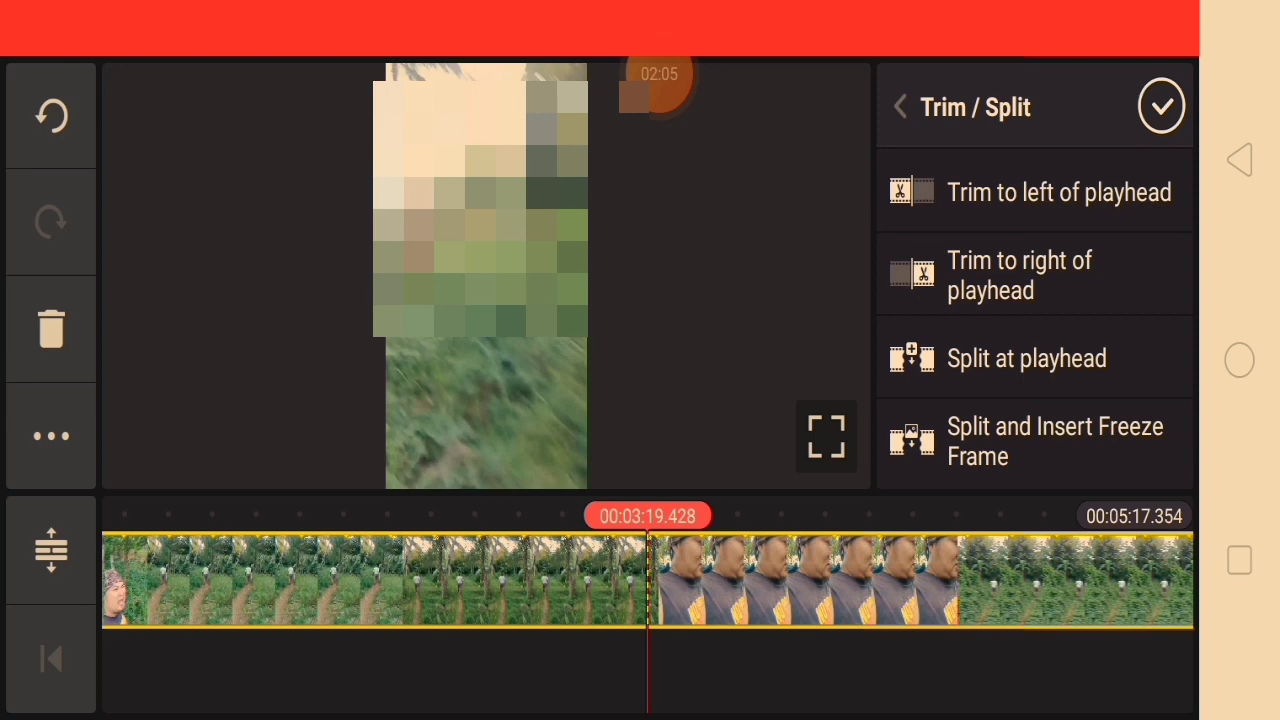 02:05
Trim / Split
Trim to left of playhead
Trim to right of
playhead
Split at playhead
Split and Insert Freeze
Frame
00:03:19.428
00:05:17.354